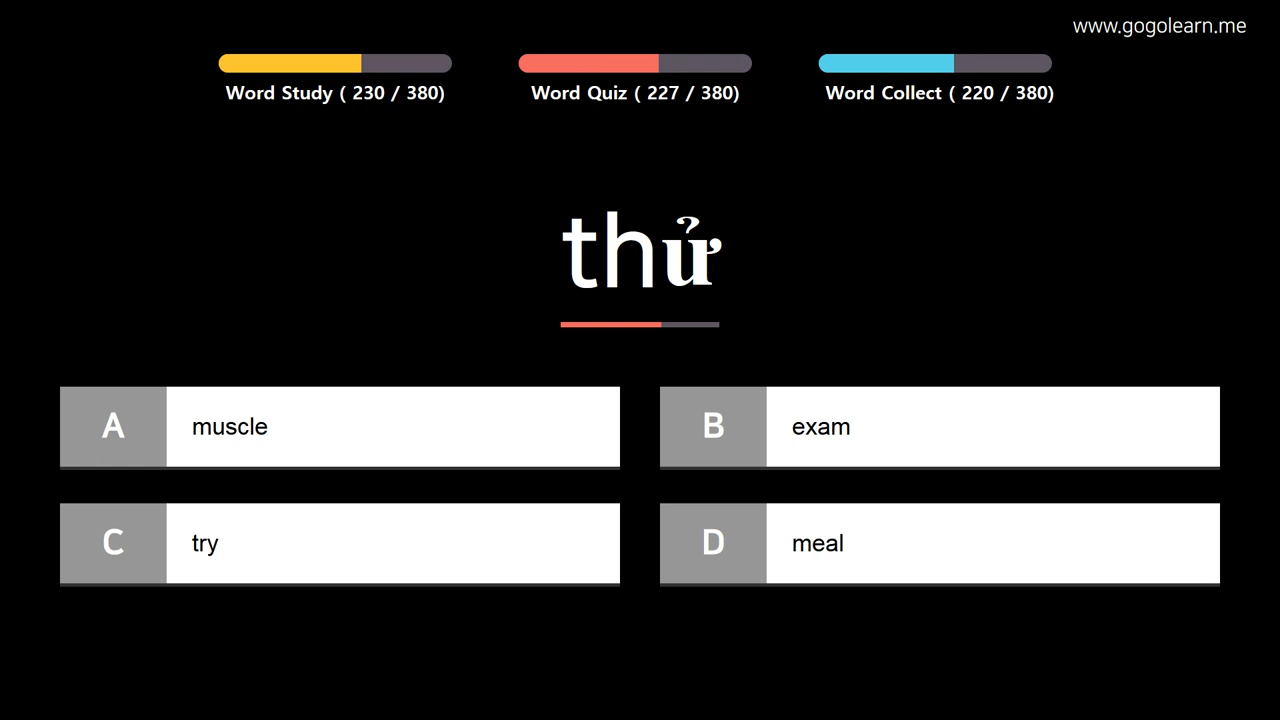 www.gogolearn.me
Word Study ( 230 / 380)
Word Quiz ( 227 / 380)
Word Collect ( 220 / 380)
thử
A muscle
B exam
C try
D meal